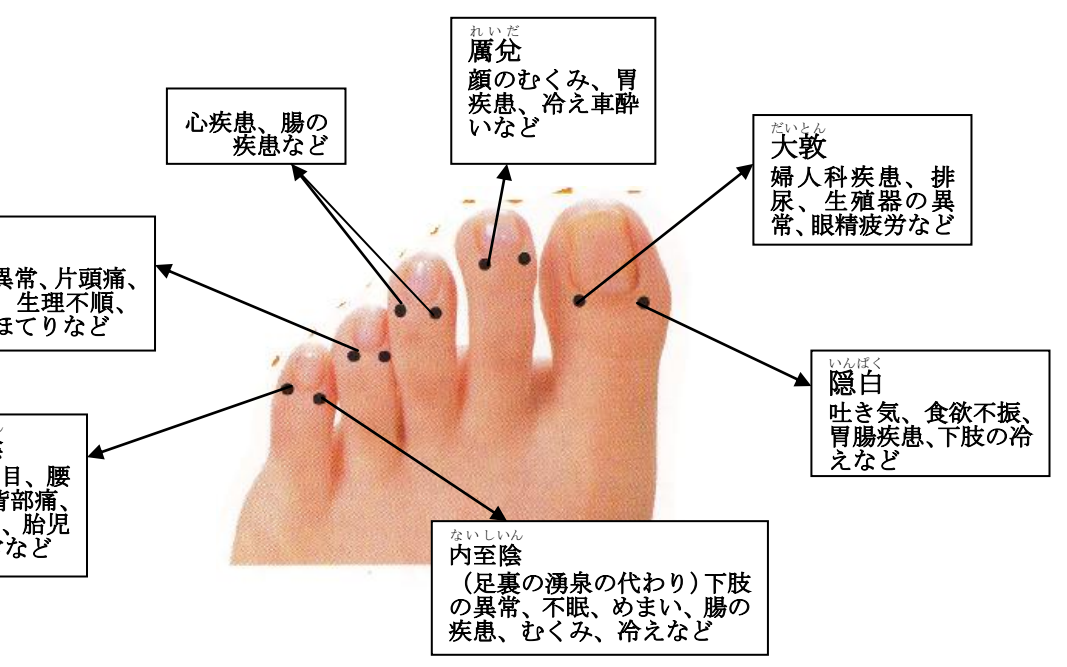 れいだ
厲兌
顔のむくみ、胃
疾患、冷え車酔
いなど
心疾患、腸の
疾患など
だいとん
大敦
婦人科疾患、排
尿、生殖器の異
常、眼精疲労など
異常、片頭痛、
生理不順、
ほてりなど
いんぱく
隠白
吐き気、食欲不振、
胃腸疾患、下肢の冷
えなど
目、腰
背部痛、
、胎児
など
ないしいん
内至陰
（足裏の湧泉の代わり）下肢
の異常、不眠、めまい、腸の
疾患、むくみ、冷えなど